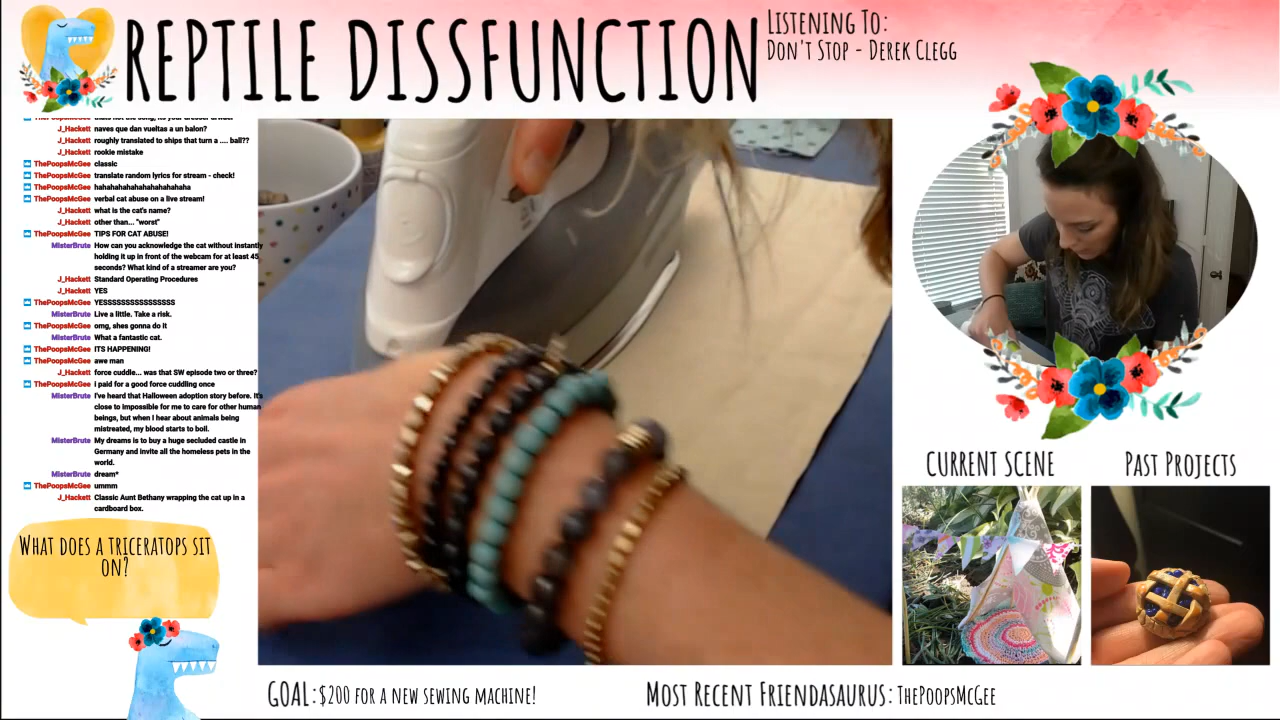 REPTILE DISSFUNCTION
LISTENING TO:
DON'T STOP - DEREK CLEGG
J_Hackett naves que dan vueltas a un balon?
J_Hackett roughly translated to ships that turn a .... ball??
J_Hackett rookie mistake
ThePoopsMcGee classic
ThePoopsMcGee translate random lyrics for stream - check!
ThePoopsMcGee hahahahahahahahahahaha
ThePoopsMcGee verbal cat abuse on a live stream!
J_Hackett what is the cat's name?
J_Hackett other than... "worst"
ThePoopsMcGee TIPS FOR CAT ABUSE!
MisterBrute How can you acknowledge the cat without instantly
holding it up in front of the webcam for at least 45
seconds? What kind of a streamer are you?
J_Hackett Standard Operating Procedures
J_Hackett YES
ThePoopsMcGee YESSSSSSSSSSSSSSSS
MisterBrute Live a little. Take a risk.
ThePoopsMcGee omg, shes gonna do it
MisterBrute What a fantastic cat.
ThePoopsMcGee ITS HAPPENING!
ThePoopsMcGee awe man
J_Hackett force cuddle... was that SW episode two or three?
ThePoopsMcGee i paid for a good force cuddling once
MisterBrute I've heard that Halloween adoption story before. It's
close to impossible for me to care for other human
beings, but when I hear about animals being
mistreated, my blood starts to boil.
MisterBrute My dreams is to buy a huge secluded castle in
Germany and invite all the homeless pets in the
world.
MisterBrute dream*
ThePoopsMcGee ummm
J_Hackett Classic Aunt Bethany wrapping the cat up in a
cardboard box.
WHAT DOES A TRICERATOPS SIT
ON?
CURRENT SCENE
PAST PROJECTS
GOAL: $200 FOR A NEW SEWING MACHINE!
MOST RECENT FRIENDASAURUS: THEPOOPSMCGEE